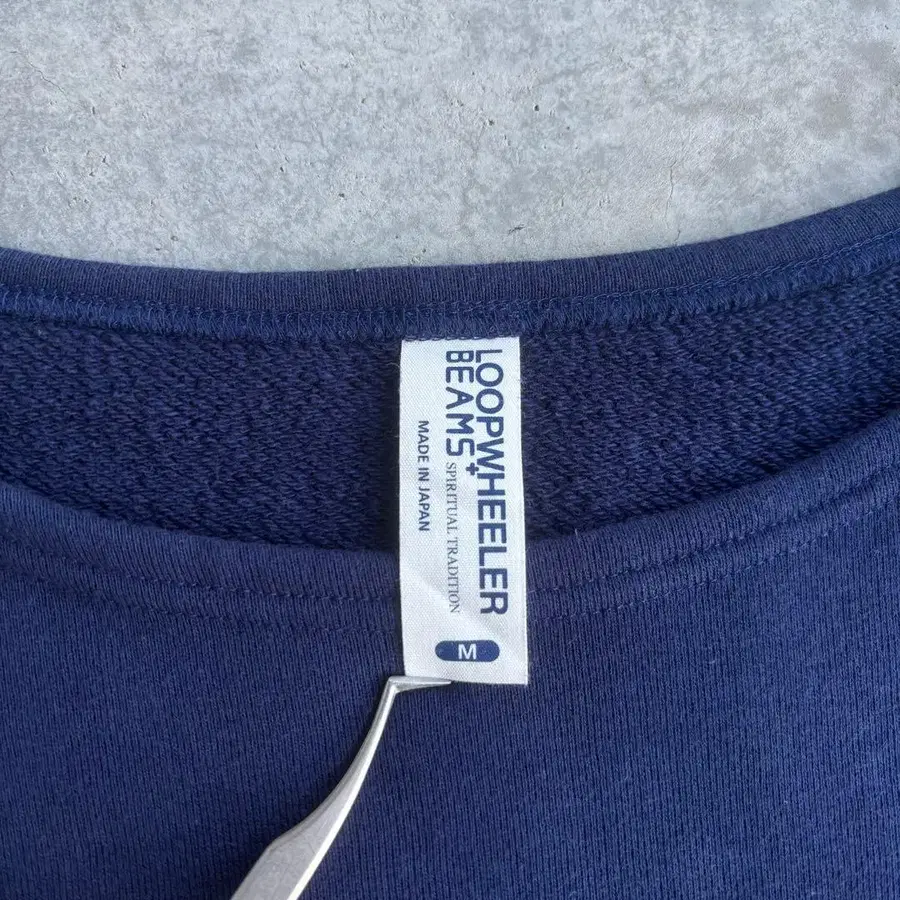 LOOPWHEELER
+
BEAMS
SPIRITUAL TRADITION
MADE IN JAPAN
M